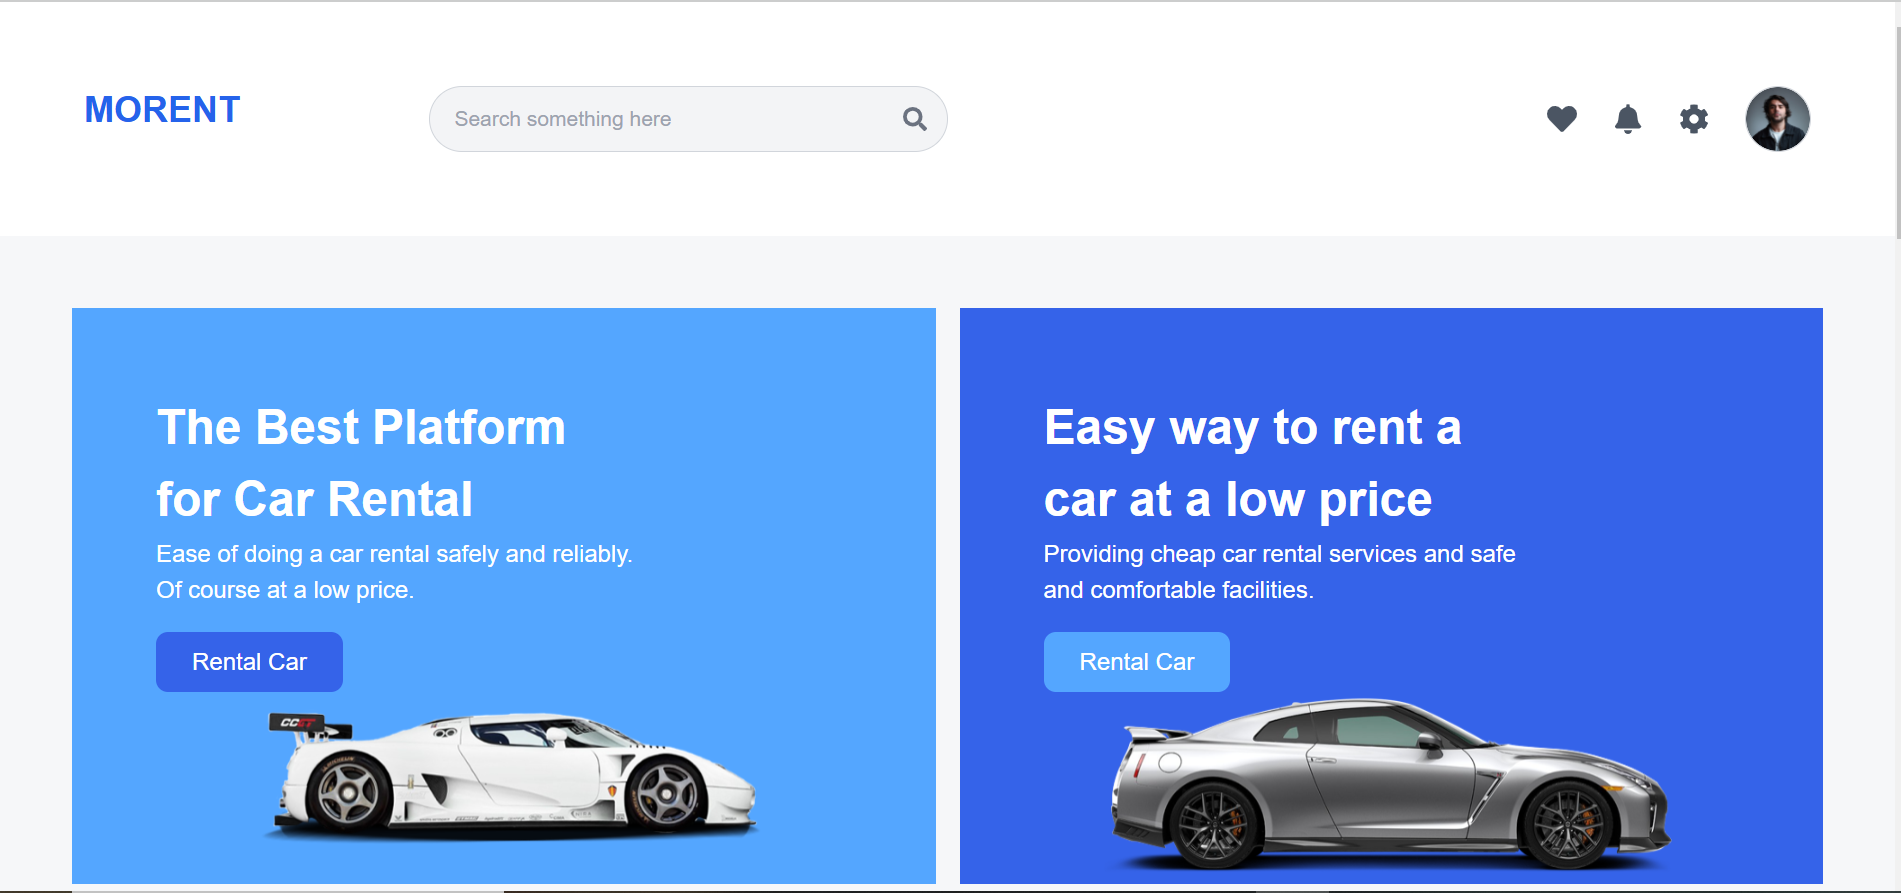 MORENT
Search something here
The Best Platform
for Car Rental
Ease of doing a car rental safely and reliably.
Of course at a low price.
Rental Car
CCGT
Easy way to rent a
car at a low price
Providing cheap car rental services and safe
and comfortable facilities.
Rental Car